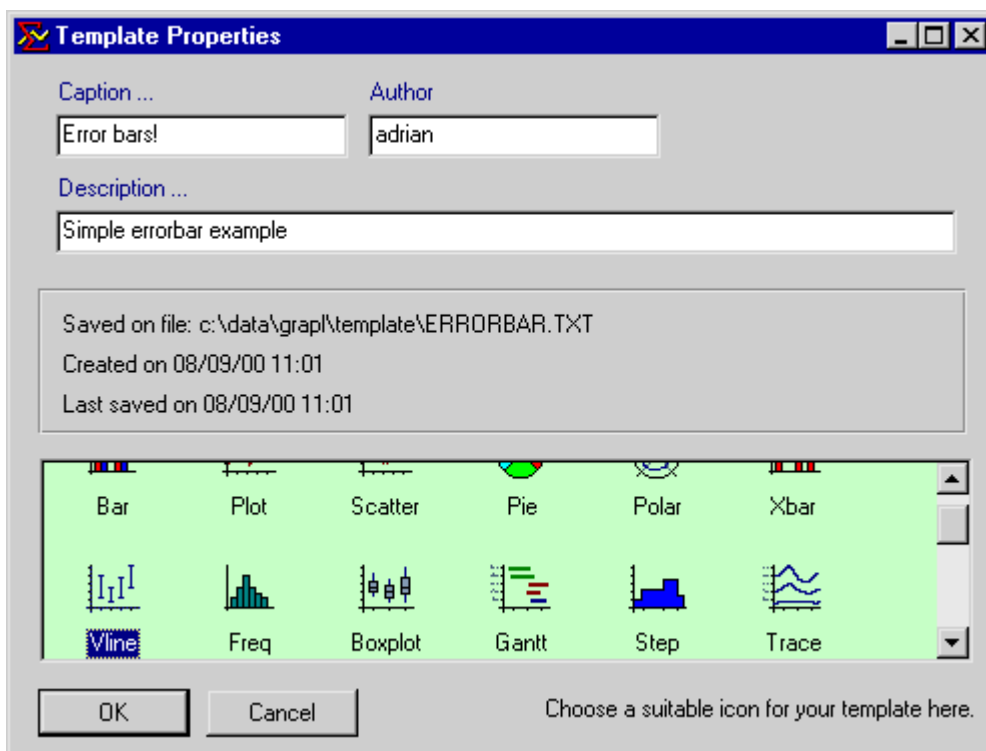 Template Properties
Caption ...
Author
Error bars!
adrian
Description ...
Simple errorbar example
Saved on file: c:\data\grapl\template\ERRORBAR.TXT
Created on 08/09/00 11:01
Last saved on 08/09/00 11:01
Bar Plot Scatter Pie Polar Xbar
Vline Freq Boxplot Gantt Step Trace
OK Cancel Choose a suitable icon for your template here.